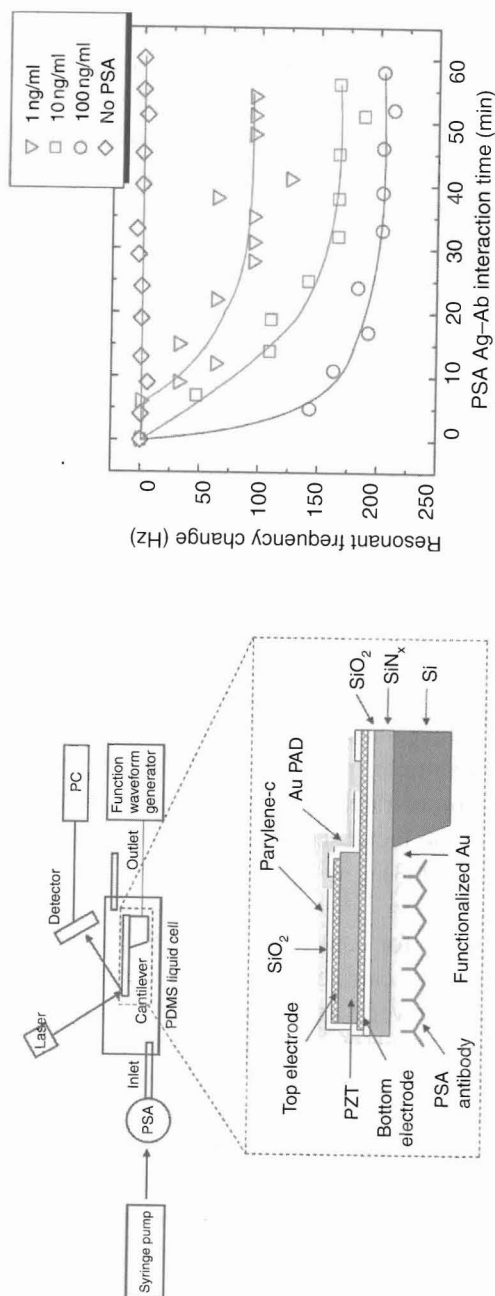 Syringe pump
PSA
Inlet
Laser
Detector
PC
Cantilever
Outlet
Function
waveform
generator
PDMS liquid cell
SiO2
Parylene-c
Au PAD
Top electrode
PZT
Bottom
electrode
PSA
antibody
Functionalized Au
SiO2
SiNx
Si
1 ng/ml
10 ng/ml
100 ng/ml
No PSA
Resonant frequency change (Hz)
0
50
100
150
200
250
0 10 20 30 40 50 60
PSA Ag–Ab interaction time (min)